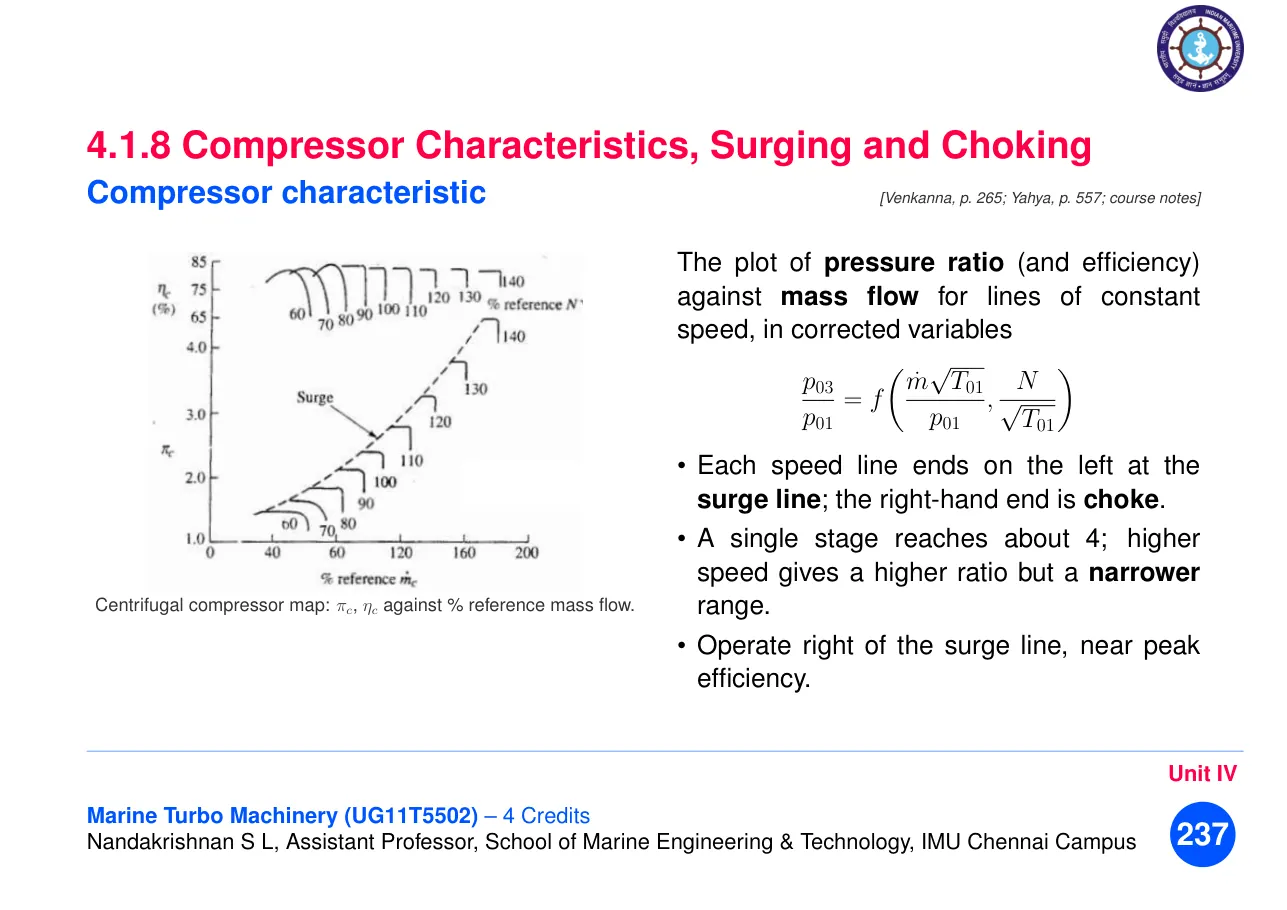 INDIAN MARITIME UNIVERSITY
4.1.8 Compressor Characteristics, Surging and Choking
Compressor characteristic
[Venkanna, p. 265; Yahya, p. 557; course notes]
85
ηc 75
(%) 65
60 70 80 90 100 110 120 130 140
% reference N
4.0
3.0
πc
2.0
1.0
Surge
140
130
120
110
100
90
80
70
60
0 40 60 120 160 200
% reference ṁc
Centrifugal compressor map: πc, ηc against % reference mass flow.
The plot of pressure ratio (and efficiency)
against mass flow for lines of constant
speed, in corrected variables
p03/p01 = f(ṁ√T01/p01, N/√T01)
• Each speed line ends on the left at the
surge line; the right-hand end is choke.
• A single stage reaches about 4; higher
speed gives a higher ratio but a narrower
range.
• Operate right of the surge line, near peak
efficiency.
Unit IV
Marine Turbo Machinery (UG11T5502) – 4 Credits
Nandakrishnan S L, Assistant Professor, School of Marine Engineering & Technology, IMU Chennai Campus
237